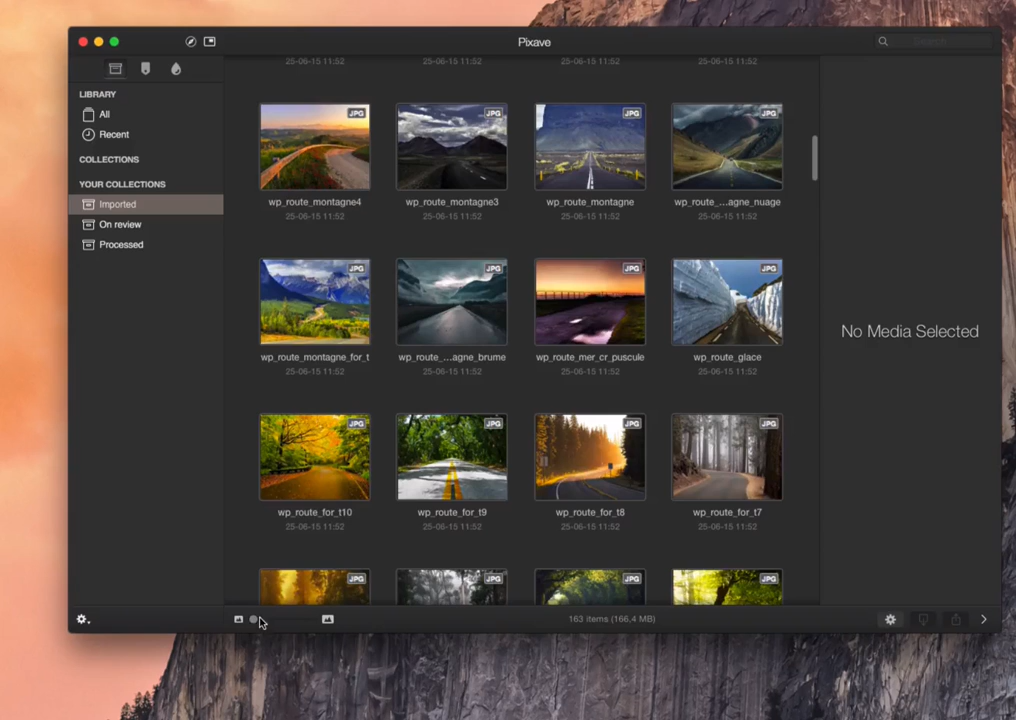 Pixave
Search
LIBRARY
All
Recent
COLLECTIONS
YOUR COLLECTIONS
Imported
On review
Processed
25-06-15 11:52 25-06-15 11:52 25-06-15 11:52 25-06-15 11:52
JPG JPG JPG JPG
wp_route_montagne4 wp_route_montagne3 wp_route_montagne wp_route_...agne_nuage
25-06-15 11:52 25-06-15 11:52 25-06-15 11:52 25-06-15 11:52
JPG JPG JPG JPG
wp_route_montagne_for_t wp_route_...agne_brume wp_route_mer_cr_puscule wp_route_glace
25-06-15 11:52 25-06-15 11:52 25-06-15 11:52 25-06-15 11:52
JPG JPG JPG JPG
wp_route_for_t10 wp_route_for_t9 wp_route_for_t8 wp_route_for_t7
25-06-15 11:52 25-06-15 11:52 25-06-15 11:52 25-06-15 11:52
JPG JPG JPG JPG
No Media Selected
163 items (166,4 MB)